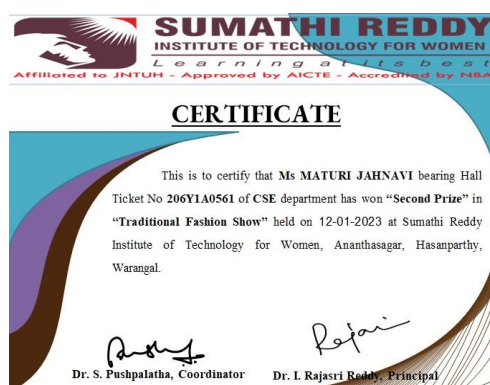 SUMATHI REDDY
INSTITUTE OF TECHNOLOGY FOR WOMEN
Learning at its best
Affiliated to JNTUH - Approved by AICTE - Accredited by NBA
CERTIFICATE
This is to certify that Ms MATURI JAHNAVI bearing Hall
Ticket No 206Y1A0561 of CSE department has won “Second Prize” in
“Traditional Fashion Show” held on 12-01-2023 at Sumathi Reddy
Institute of Technology for Women, Ananthasagar, Hasanparthy,
Warangal.
Dr. S. Pushpalatha, Coordinator Dr. I. Rajasri Reddy, Principal